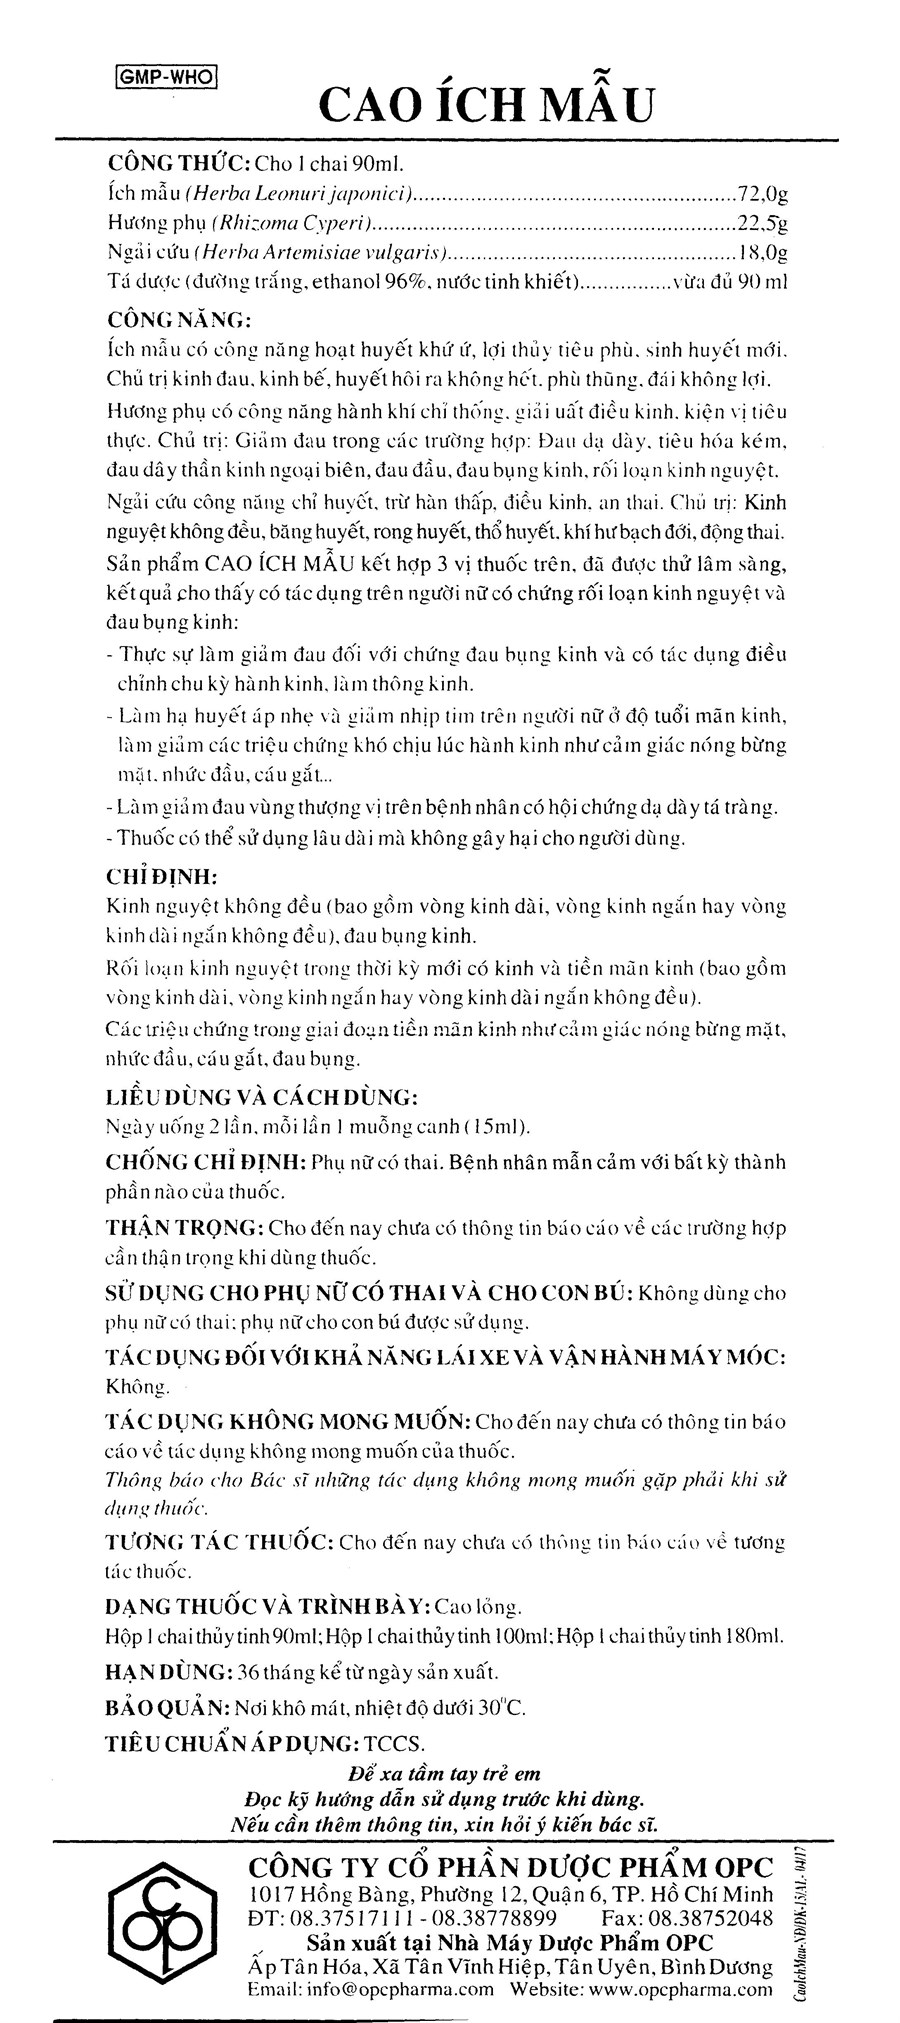 GMP-WHO
CAO ÍCH MẪU
CÔNG THỨC: Cho 1 chai 90ml.
Ích mẫu (Herba Leonuri japonici)........................................................72,0g
Hương phụ (Rhizoma Cyperi)................................................................22,5g
Ngải cứu (Herba Artemisiae vulgaris)..................................................18,0g
Tá dược (đường trắng, ethanol 96%, nước tinh khiết)................vừa đủ 90 ml
CÔNG NĂNG:
Ích mẫu có công năng hoạt huyết khứ ứ, lợi thủy tiêu phù, sinh huyết mới.
Chủ trị kinh đau, kinh bế, huyết hôi ra không hết, phù thũng, đái không lợi.
Hương phụ có công năng hành khí chỉ thống, giải uất điều kinh, kiện vị tiêu
thực. Chủ trị: Giảm đau trong các trường hợp: Đau dạ dày, tiêu hóa kém,
đau dây thần kinh ngoại biên, đau đầu, đau bụng kinh, rối loạn kinh nguyệt.
Ngải cứu công năng chỉ huyết, trừ hàn thấp, điều kinh, an thai. Chủ trị: Kinh
nguyệt không đều, băng huyết, rong huyết, thổ huyết, khí hư bạch đới, động thai.
Sản phẩm CAO ÍCH MẪU kết hợp 3 vị thuốc trên, đã được thử lâm sàng,
kết quả cho thấy có tác dụng trên người nữ có chứng rối loạn kinh nguyệt và
đau bụng kinh:
- Thực sự làm giảm đau đối với chứng đau bụng kinh và có tác dụng điều
chỉnh chu kỳ hành kinh, làm thông kinh.
- Làm hạ huyết áp nhẹ và giảm nhịp tim trên người nữ ở độ tuổi mãn kinh,
làm giảm các triệu chứng khó chịu lúc hành kinh như cảm giác nóng bừng
mặt, nhức đầu, cáu gắt...
- Làm giảm đau vùng thượng vị trên bệnh nhân có hội chứng dạ dày tá tràng.
- Thuốc có thể sử dụng lâu dài mà không gây hại cho người dùng.
CHỈ ĐỊNH:
Kinh nguyệt không đều (bao gồm vòng kinh dài, vòng kinh ngắn hay vòng
kinh dài ngắn không đều), đau bụng kinh.
Rối loạn kinh nguyệt trong thời kỳ mới có kinh và tiền mãn kinh (bao gồm
vòng kinh dài, vòng kinh ngắn hay vòng kinh dài ngắn không đều).
Các triệu chứng trong giai đoạn tiền mãn kinh như cảm giác nóng bừng mặt,
nhức đầu, cáu gắt, đau bụng.
LIỀU DÙNG VÀ CÁCH DÙNG:
Ngày uống 2 lần, mỗi lần 1 muỗng canh (15ml).
CHỐNG CHỈ ĐỊNH: Phụ nữ có thai. Bệnh nhân mẫn cảm với bất kỳ thành
phần nào của thuốc.
THẬN TRỌNG: Cho đến nay chưa có thông tin báo cáo về các trường hợp
cần thận trọng khi dùng thuốc.
SỬ DỤNG CHO PHỤ NỮ CÓ THAI VÀ CHO CON BÚ: Không dùng cho
phụ nữ có thai; phụ nữ cho con bú được sử dụng.
TÁC DỤNG ĐỐI VỚI KHẢ NĂNG LÁI XE VÀ VẬN HÀNH MÁY MÓC:
Không.
TÁC DỤNG KHÔNG MONG MUỐN: Cho đến nay chưa có thông tin báo
cáo về tác dụng không mong muốn của thuốc.
Thông báo cho Bác sĩ những tác dụng không mong muốn gặp phải khi sử
dụng thuốc.
TƯƠNG TÁC THUỐC: Cho đến nay chưa có thông tin báo cáo về tương
tác thuốc.
DẠNG THUỐC VÀ TRÌNH BÀY: Cao lỏng.
Hộp 1 chai thủy tinh 90ml; Hộp 1 chai thủy tinh 100ml; Hộp 1 chai thủy tinh 180ml.
HẠN DÙNG: 36 tháng kể từ ngày sản xuất.
BẢO QUẢN: Nơi khô mát, nhiệt độ dưới 30°C.
TIÊU CHUẨN ÁP DỤNG: TCCS.
Để xa tầm tay trẻ em
Đọc kỹ hướng dẫn sử dụng trước khi dùng.
Nếu cần thêm thông tin, xin hỏi ý kiến bác sĩ.
OPC
CÔNG TY CỔ PHẦN DƯỢC PHẨM OPC
1017 Hồng Bàng, Phường 12, Quận 6, TP. Hồ Chí Minh
ĐT: 08.37517111 - 08.38778899 Fax: 08.38752048
Sản xuất tại Nhà Máy Dược Phẩm OPC
Ấp Tân Hóa, Xã Tân Vĩnh Hiệp, Tân Uyên, Bình Dương
Email: info@opcpharma.com Website: www.opcpharma.com
CaoIchMau-NĐ/ĐK-15/AL- 04/17